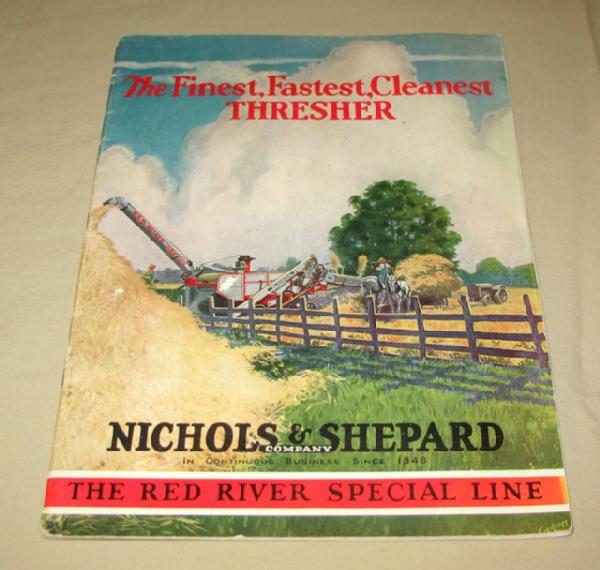 The Finest, Fastest, Cleanest
THRESHER
NICHOLS & SHEPARD
COMPANY
IN CONTINUOUS BUSINESS SINCE 1848
THE RED RIVER SPECIAL LINE